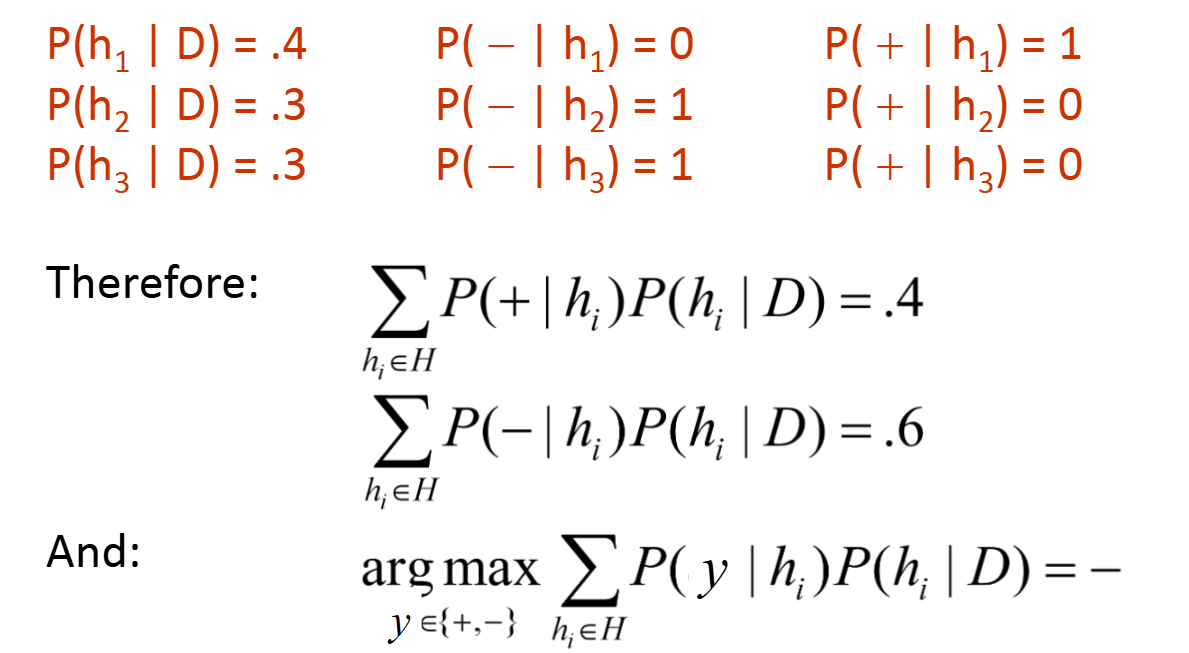 P(h₁ | D) = .4 P( − | h₁) = 0 P( + | h₁) = 1
P(h₂ | D) = .3 P( − | h₂) = 1 P( + | h₂) = 0
P(h₃ | D) = .3 P( − | h₃) = 1 P( + | h₃) = 0
Therefore: ∑ P(+ | hᵢ)P(hᵢ | D) = .4
hᵢ∈H
∑ P(− | hᵢ)P(hᵢ | D) = .6
hᵢ∈H
And: arg max ∑ P( y | hᵢ)P(hᵢ | D) = −
y ∈{+,−} hᵢ∈H